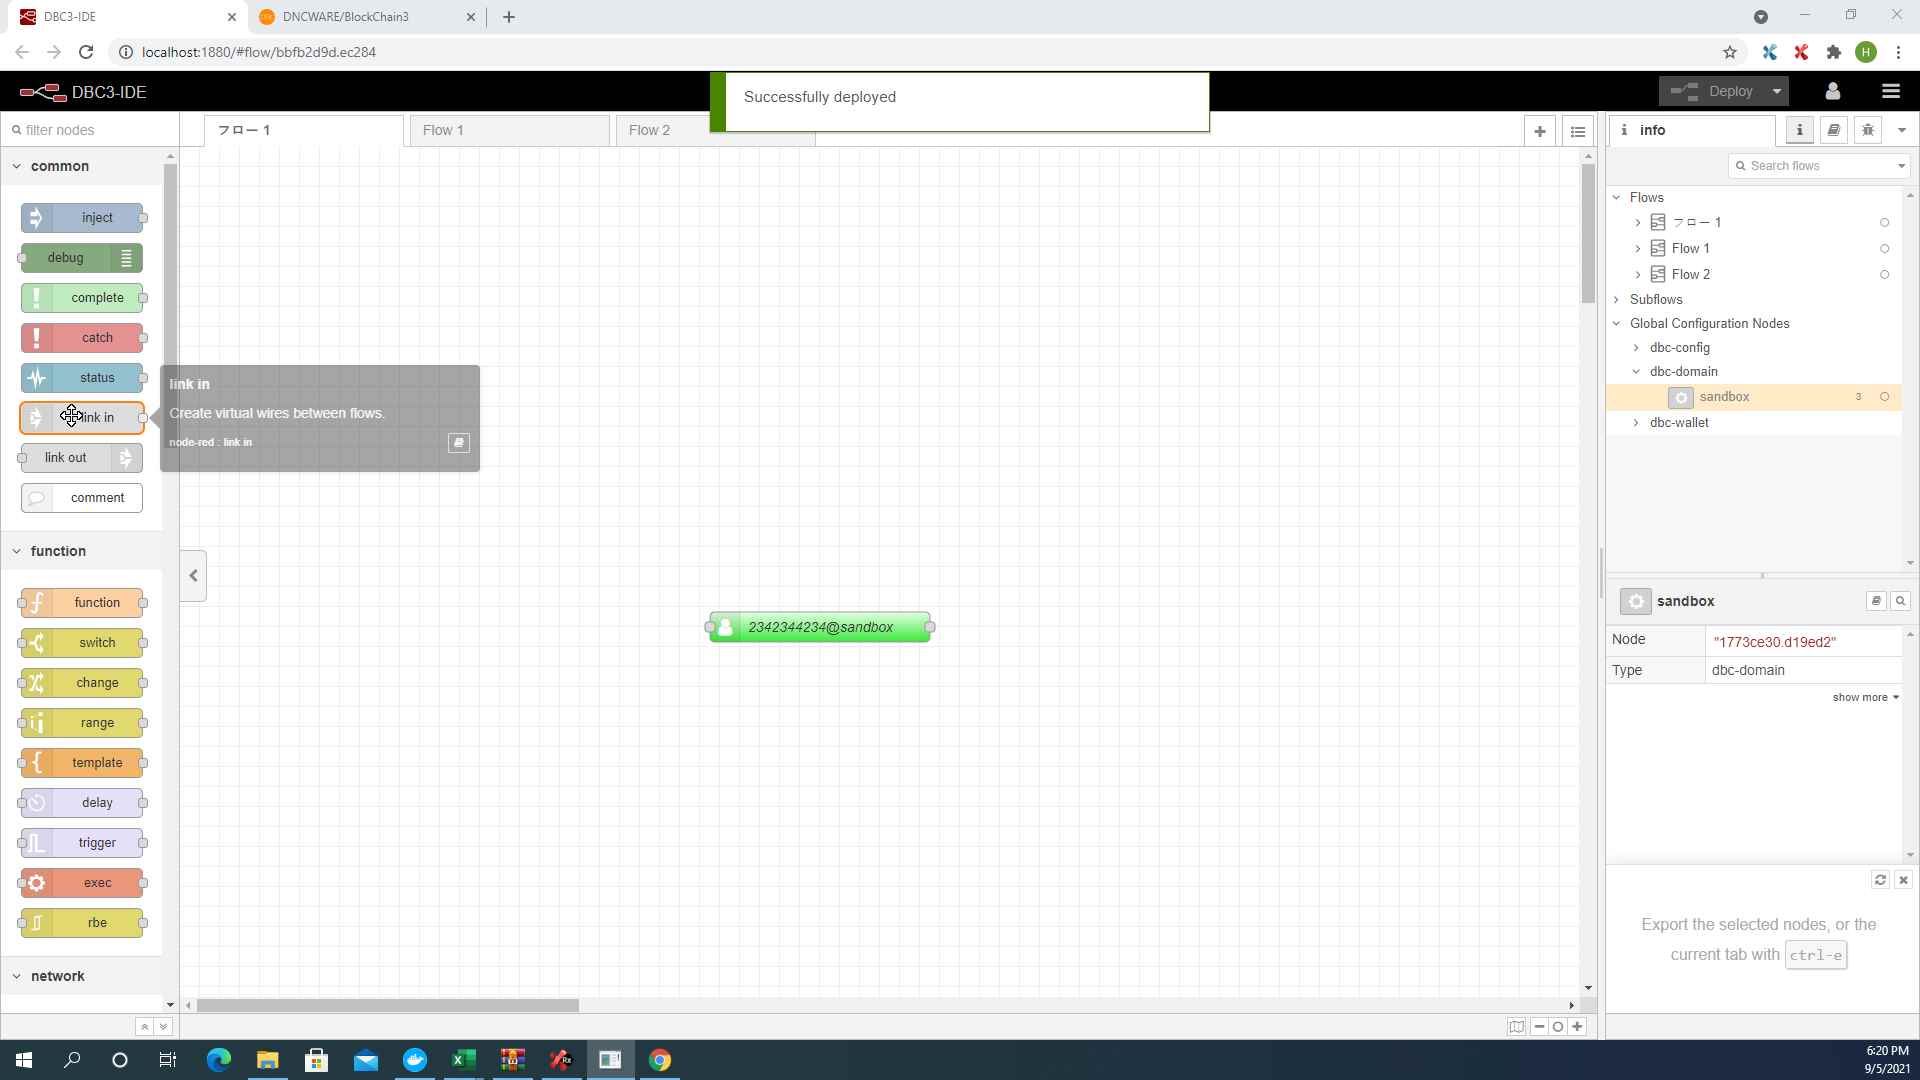 DBC3-IDE
DNCWARE/BlockChain3
localhost:1880/#flow/bbfb2d9d.ec284
H
DBC3-IDE
Successfully deployed
Deploy
filter nodes
フロー 1
Flow 1
Flow 2
info
Search flows
common
inject
debug
complete
catch
status
link in
link out
comment
link in
Create virtual wires between flows.
node-red : link in
function
function
switch
change
range
template
delay
trigger
exec
rbe
network
2342344234@sandbox
Flows
フロー 1
Flow 1
Flow 2
Subflows
Global Configuration Nodes
dbc-config
dbc-domain
sandbox 3
dbc-wallet
sandbox
Node "1773ce30.d19ed2"
Type dbc-domain
show more
Export the selected nodes, or the
current tab with ctrl-e
6:20 PM
9/5/2021